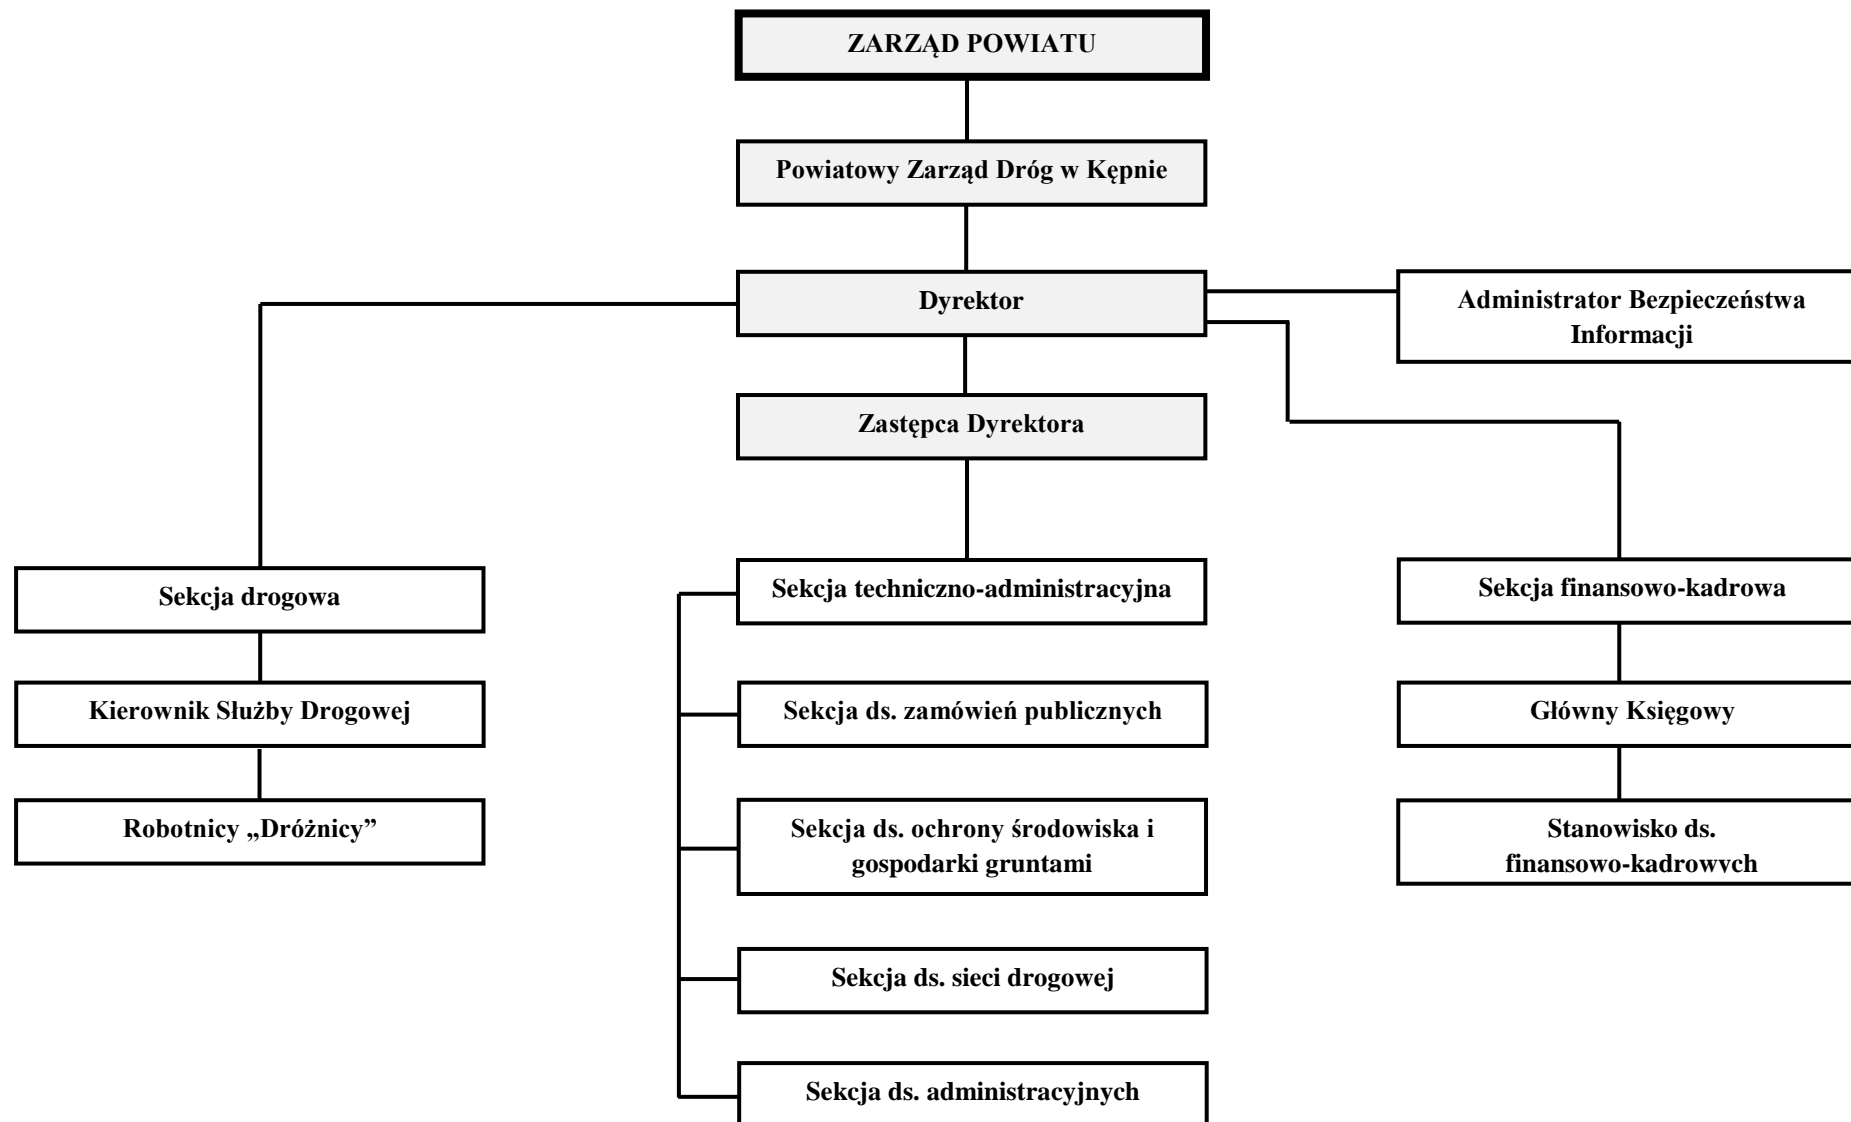 ZARZĄD POWIATU
Powiatowy Zarząd Dróg w Kępnie
Dyrektor
Administrator Bezpieczeństwa
Informacji
Zastępca Dyrektora
Sekcja drogowa
Sekcja techniczno-administracyjna
Sekcja finansowo-kadrowa
Kierownik Służby Drogowej
Sekcja ds. zamówień publicznych
Główny Księgowy
Robotnicy „Dróżnicy”
Sekcja ds. ochrony środowiska i
gospodarki gruntami
Stanowisko ds.
finansowo-kadrowych
Sekcja ds. sieci drogowej
Sekcja ds. administracyjnych